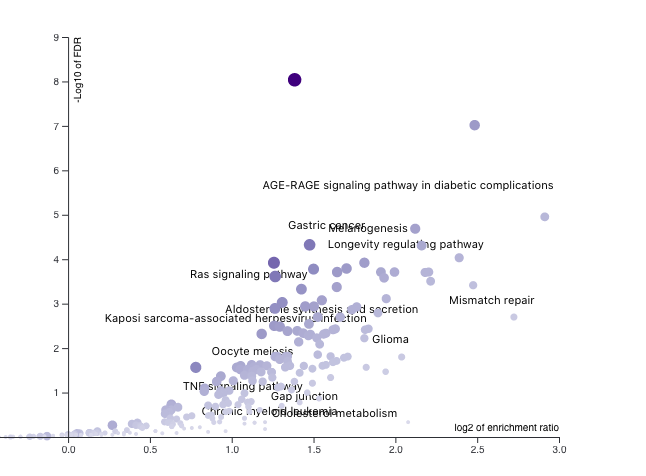 9
-Log10 of FDR
8
7
6
AGE-RAGE signaling pathway in diabetic complications
5
Gastric cancer
Melanogenesis
Longevity regulating pathway
4
Ras signaling pathway
Mismatch repair
3
Aldosterone synthesis and secretion
Kaposi sarcoma-associated herpesvirus infection
Glioma
2
Oocyte meiosis
TNF signaling pathway
1
Gap junction
Chronic myeloid leukemia
Cholesterol metabolism
log2 of enrichment ratio
0.0 0.5 1.0 1.5 2.0 2.5 3.0